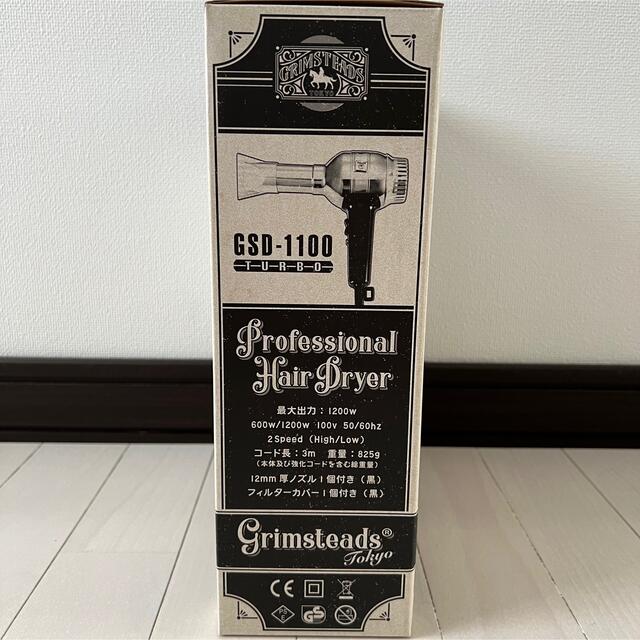 GRIMSTEADS
TOKYO
GSD-1100
TURBO
Professional
Hair Dryer
最大出力：1200w
600w/1200w 100v 50/60hz
2Speed (High/Low)
コード長：3m 重量：825g
（本体及び強化コードを含む総重量）
12mm 厚ノズル1個付き（黒）
フィルターカバー1個付き（黒）
Grimsteads®
Tokyo
CE
PS
E
GS